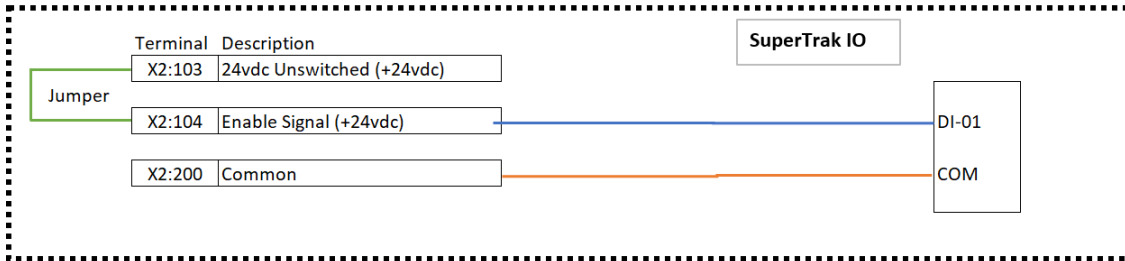 SuperTrak IO
Terminal Description
X2:103 24vdc Unswitched (+24vdc)
Jumper
X2:104 Enable Signal (+24vdc)
DI-01
X2:200 Common
COM